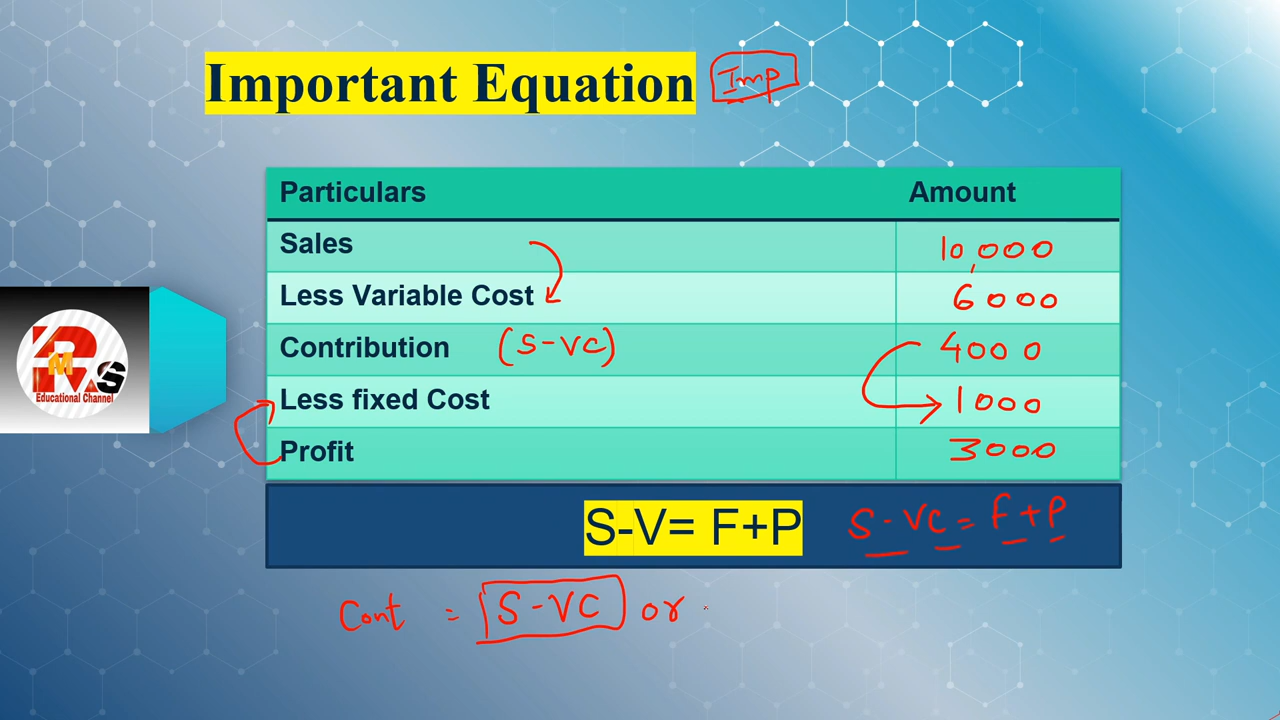 Important Equation Imp
Particulars Amount
Sales 10,000
Less Variable Cost 6000
Contribution (S-VC) 4000
Less fixed Cost 1000
Profit 3000
S-V= F+P S-VC = F+P
Cont = S-VC or
Educational Channel